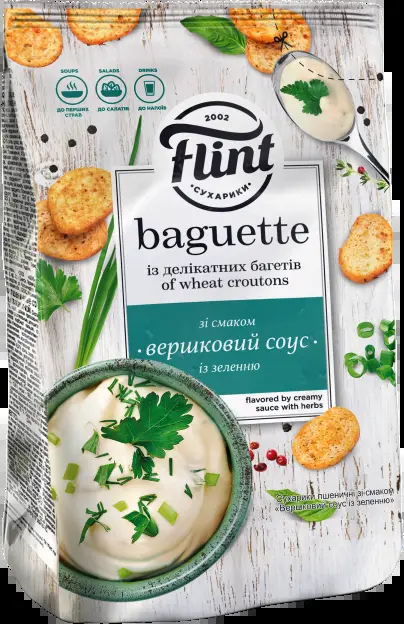 SOUPS
SALADS
DRINKS
ДО ПЕРШИХ СТРАВ
ДО САЛАТІВ
ДО НАПОЇВ
2002
flint
•СУХАРИКИ•
baguette
із делікатних багетів
of wheat croutons
зі смаком
•вершковий соус•
із зеленню
flavored by creamy
sauce with herbs
Сухарики пшеничні зі смаком
«Вершковий соус із зеленню»